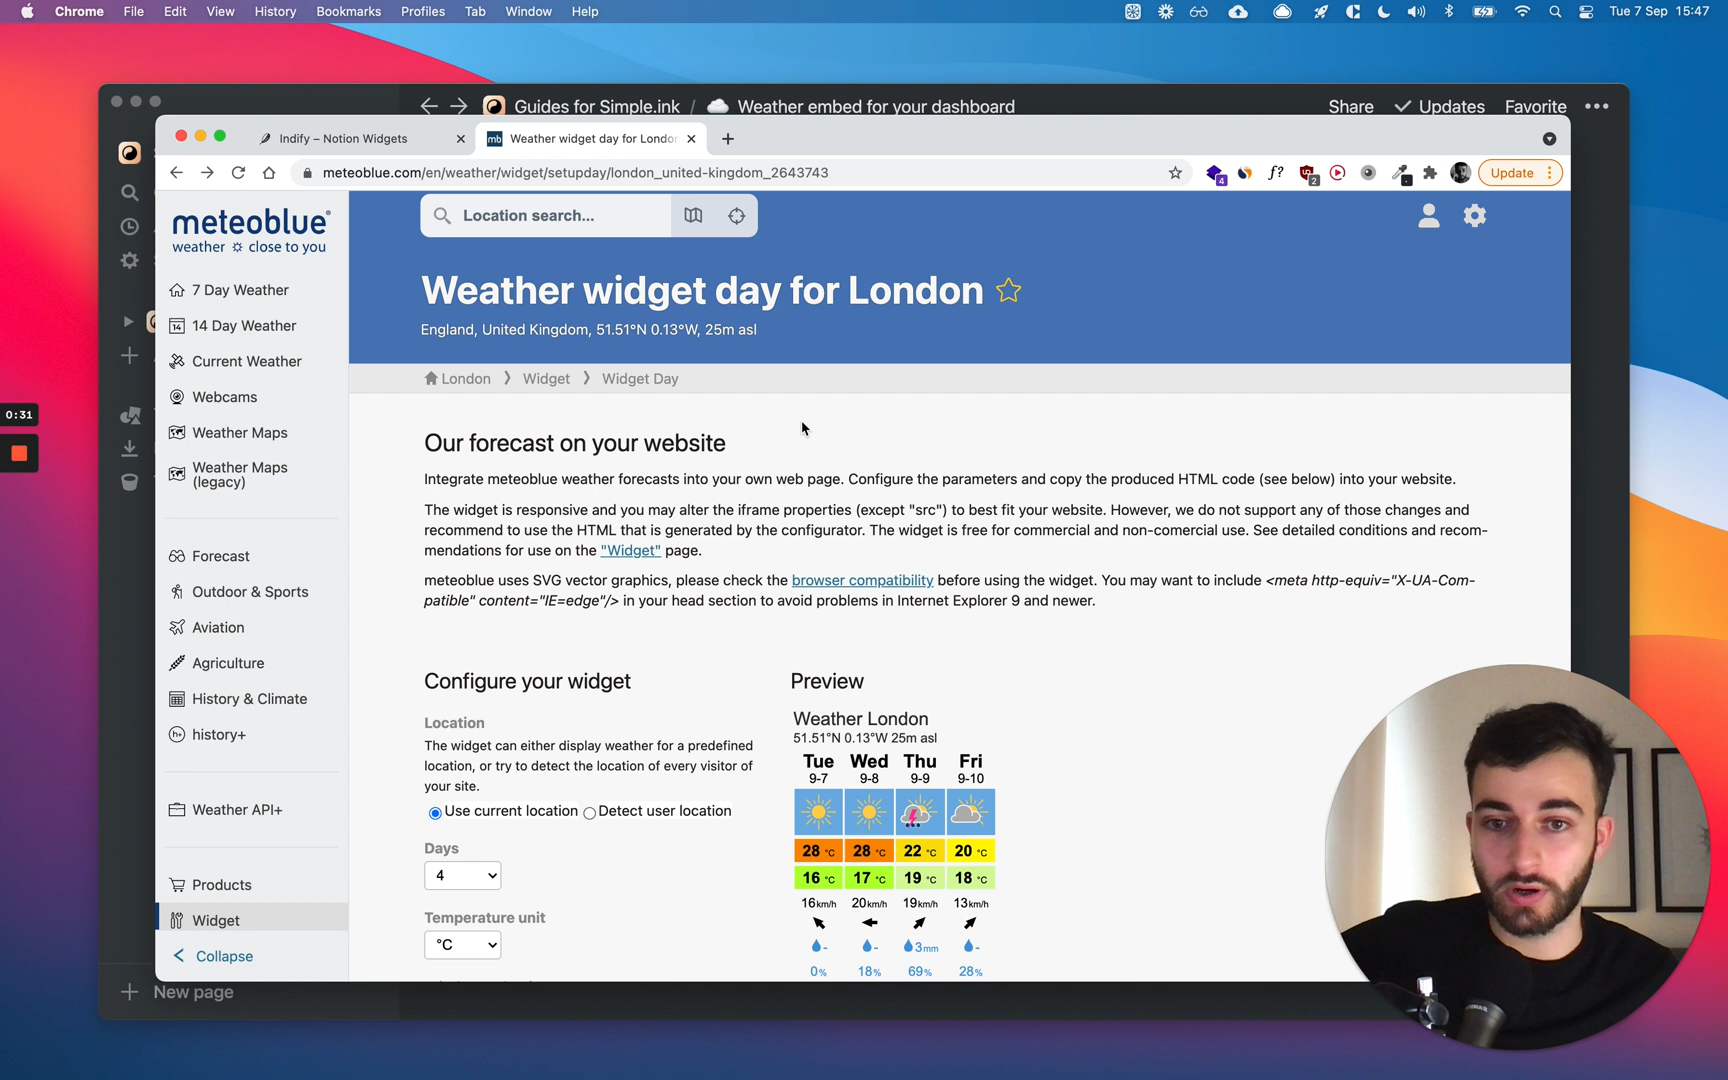 Chrome File Edit View History Bookmarks Profiles Tab Window Help Tue 7 Sep 15:47
Guides for Simple.ink / Weather embed for your dashboard Share Updates Favorite
Indify – Notion Widgets
Weather widget day for London
meteoblue.com/en/weather/widget/setupday/london_united-kingdom_2643743
4
f?
2
Update
meteoblue®
weather close to you
7 Day Weather
14 Day Weather
Current Weather
Webcams
Weather Maps
Weather Maps
(legacy)
Forecast
Outdoor & Sports
Aviation
Agriculture
History & Climate
history+
Weather API+
Products
Widget
Collapse
New page
0:31
Location search...
Weather widget day for London
England, United Kingdom, 51.51°N 0.13°W, 25m asl
London Widget Widget Day
Our forecast on your website
Integrate meteoblue weather forecasts into your own web page. Configure the parameters and copy the produced HTML code (see below) into your website.
The widget is responsive and you may alter the iframe properties (except "src") to best fit your website. However, we do not support any of those changes and
recommend to use the HTML that is generated by the configurator. The widget is free for commercial and non-comercial use. See detailed conditions and recom-
mendations for use on the "Widget" page.
meteoblue uses SVG vector graphics, please check the browser compatibility before using the widget. You may want to include <meta http-equiv="X-UA-Com-
patible" content="IE=edge"/> in your head section to avoid problems in Internet Explorer 9 and newer.
Configure your widget
Location
The widget can either display weather for a predefined
location, or try to detect the location of every visitor of
your site.
Use current location Detect user location
Days
4
Temperature unit
°C
Preview
Weather London
51.51°N 0.13°W 25m asl
Tue Wed Thu Fri
9-7 9-8 9-9 9-10
28 °C 28 °C 22 °C 20 °C
16 °C 17 °C 19 °C 18 °C
16km/h 20km/h 19km/h 13km/h
- - 3mm -
0% 18% 69% 28%